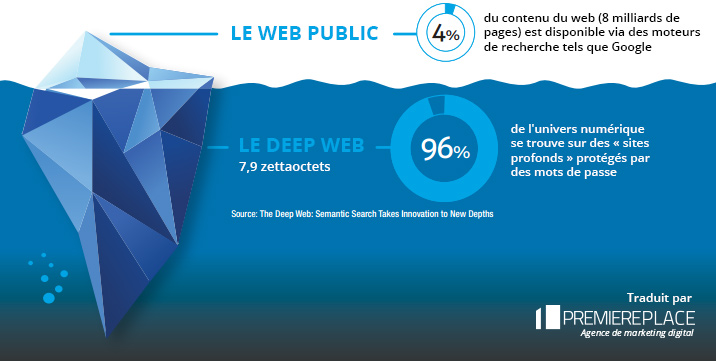 LE WEB PUBLIC
4%
du contenu du web (8 milliards de
pages) est disponible via des moteurs
de recherche tels que Google
LE DEEP WEB
7,9 zettaoctets
96%
de l'univers numérique
se trouve sur des « sites
profonds » protégés par
des mots de passe
Source: The Deep Web: Semantic Search Takes Innovation to New Depths
Traduit par
PREMIEREPLACE
Agence de marketing digital